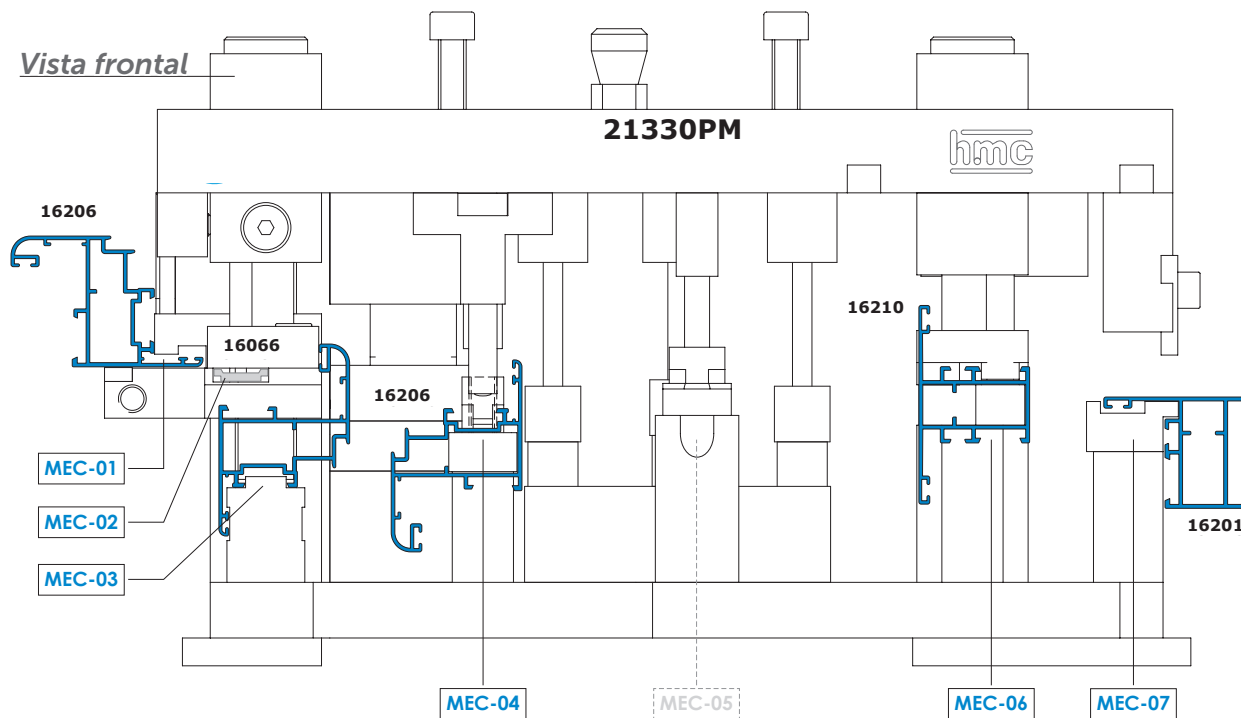 Vista frontal
21330PM
hmc
16206
16210
16066
16206
MEC-01
MEC-02
16201
MEC-03
MEC-04
MEC-05
MEC-06
MEC-07